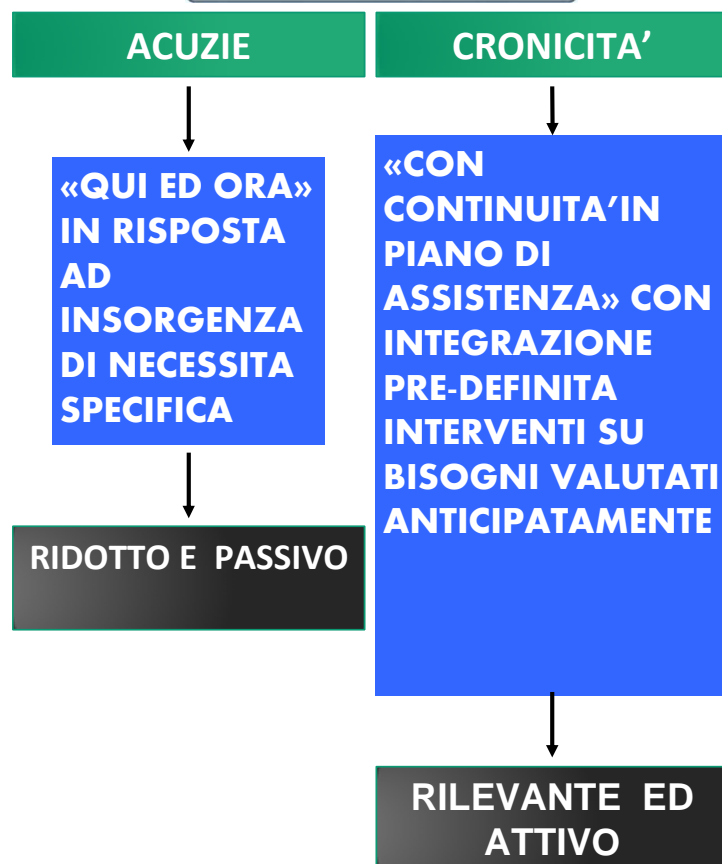 ACUZIE
«QUI ED ORA»
IN RISPOSTA
AD
INSORGENZA
DI NECESSITA
SPECIFICA
RIDOTTO E  PASSIVO
CRONICITA’
«CON
CONTINUITA’IN
PIANO DI
ASSISTENZA» CON
INTEGRAZIONE
PRE-DEFINITA
INTERVENTI SU
BISOGNI VALUTATI
ANTICIPATAMENTE
RILEVANTE  ED
ATTIVO